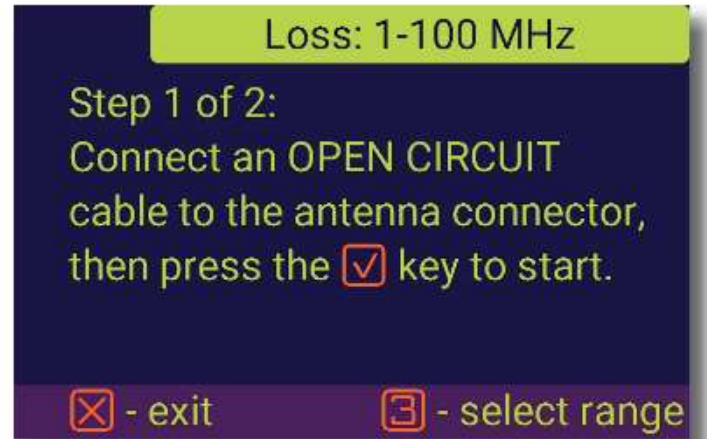 Loss: 1-100 MHz
Step 1 of 2:
Connect an OPEN CIRCUIT
cable to the antenna connector,
then press the ☑ key to start.
☒ - exit 3 - select range